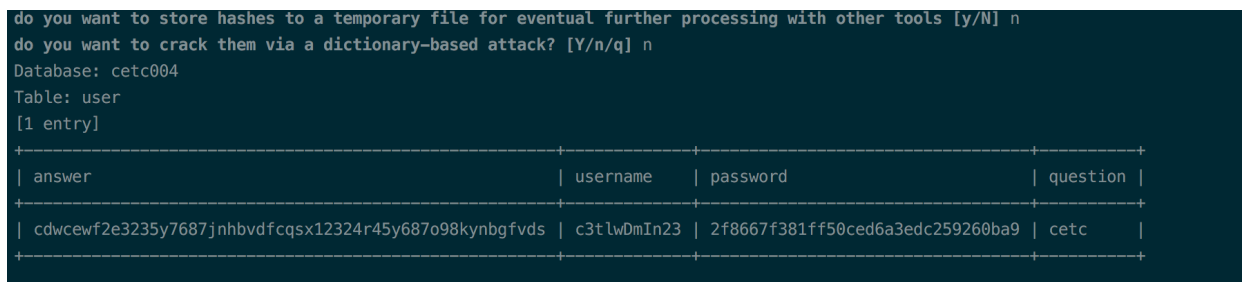 do you want to store hashes to a temporary file for eventual further processing with other tools [y/N] n
do you want to crack them via a dictionary-based attack? [Y/n/q] n
Database: cetc004
Table: user
[1 entry]
| answer | username | password | question |
| cdwcewf2e3235y7687jnhbvdfcqsx12324r45y687o98kynbgfvds | c3tlwDmIn23 | 2f8667f381ff50ced6a3edc259260ba9 | cetc |